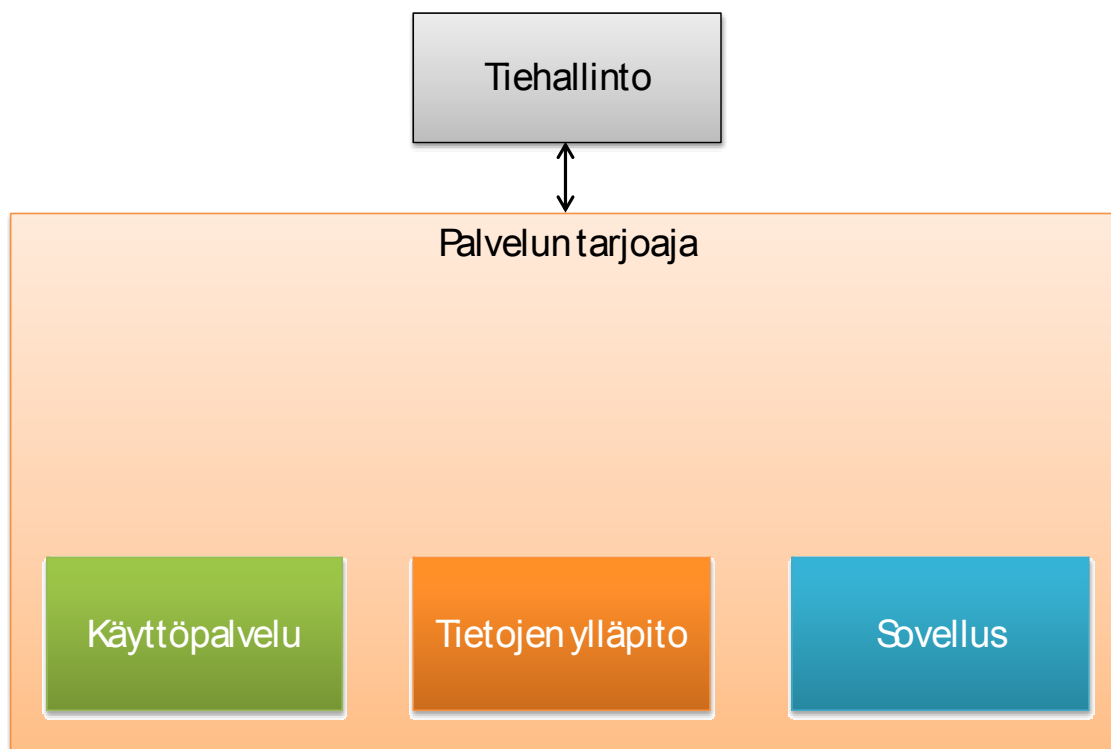 Tiehallinto
Palvelun tarjoaja
Käyttöpalvelu
Tietojen ylläpito
Sovellus